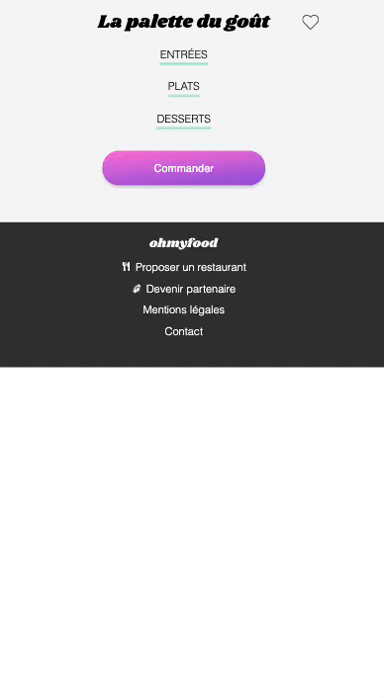 La palette du goût
ENTRÉES
PLATS
DESSERTS
Commander
ohmyfood
Proposer un restaurant
Devenir partenaire
Mentions légales
Contact